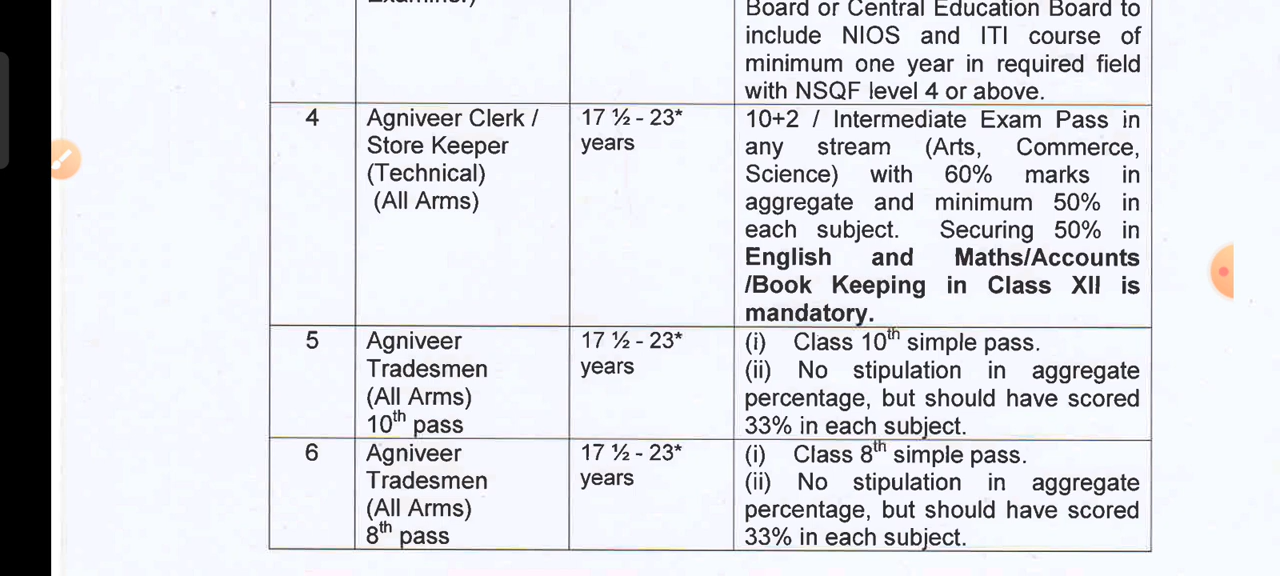 Board or Central Education Board to
include NIOS and ITI course of
minimum one year in required field
with NSQF level 4 or above.
4
Agniveer Clerk /
Store Keeper
(Technical)
(All Arms)
17 ½ - 23*
years
10+2 / Intermediate Exam Pass in
any stream (Arts, Commerce,
Science) with 60% marks in
aggregate and minimum 50% in
each subject. Securing 50% in
English and Maths/Accounts
/Book Keeping in Class XII is
mandatory.
5
Agniveer
Tradesmen
(All Arms)
10th pass
17 ½ - 23*
years
(i) Class 10th simple pass.
(ii) No stipulation in aggregate
percentage, but should have scored
33% in each subject.
6
Agniveer
Tradesmen
(All Arms)
8th pass
17 ½ - 23*
years
(i) Class 8th simple pass.
(ii) No stipulation in aggregate
percentage, but should have scored
33% in each subject.